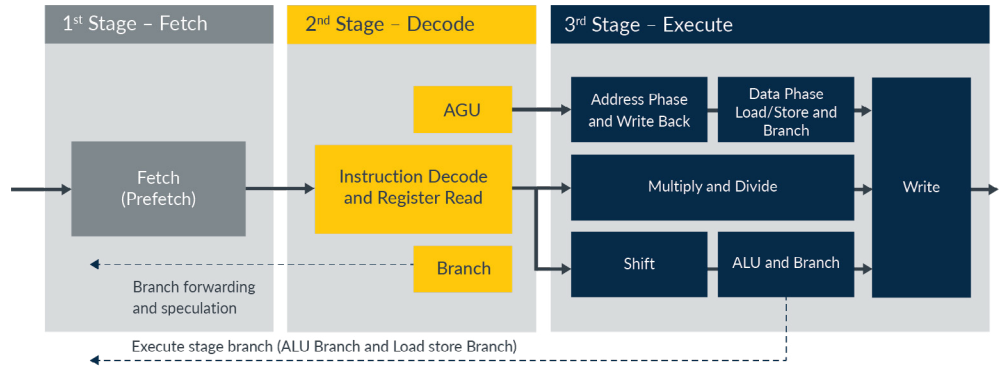 1st Stage – Fetch
2nd Stage – Decode
3rd Stage – Execute
AGU
Address Phase
and Write Back
Data Phase
Load/Store and
Branch
Fetch
(Prefetch)
Instruction Decode
and Register Read
Multiply and Divide
Write
Branch
Shift
ALU and Branch
Branch forwarding
and speculation
Execute stage branch (ALU Branch and Load store Branch)